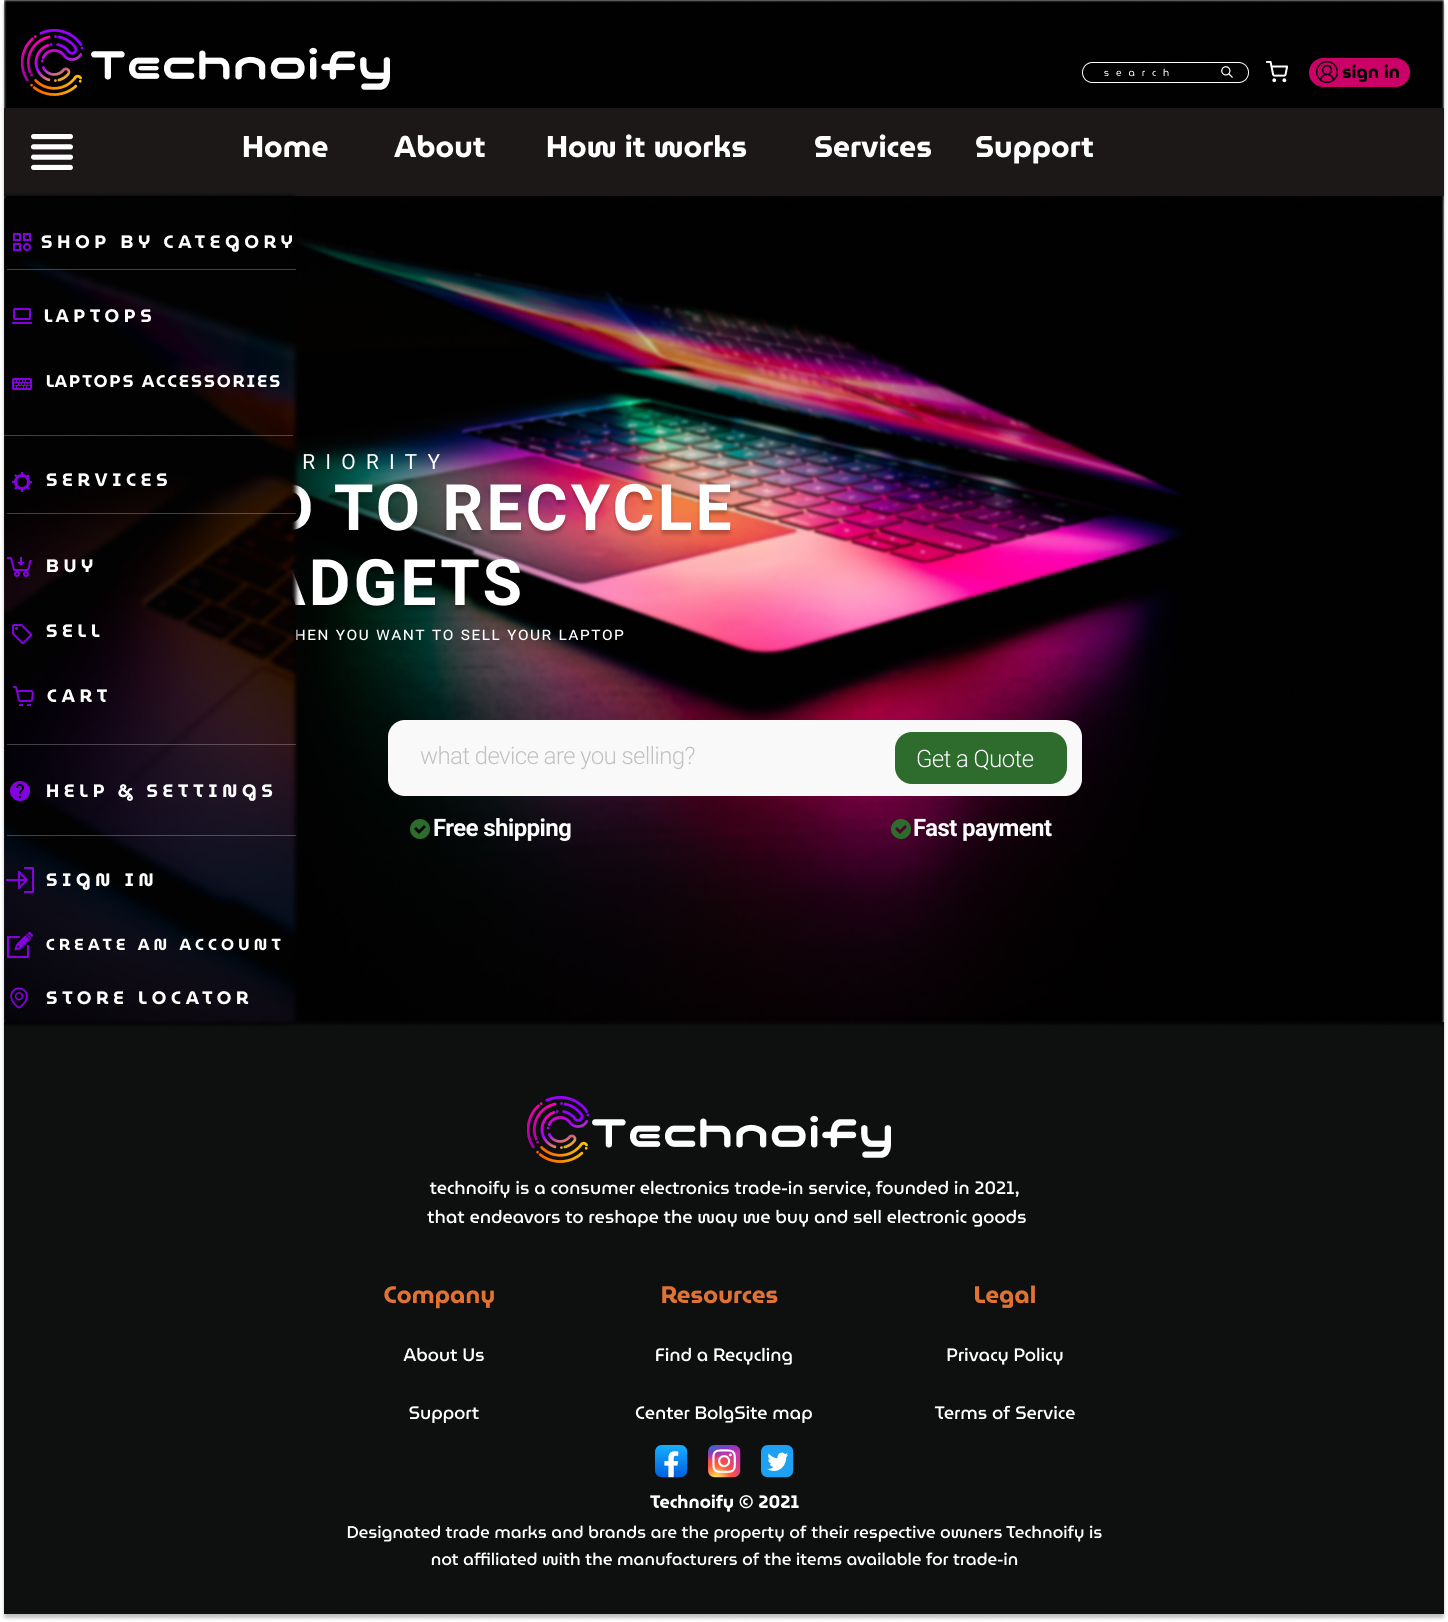 Technoify
search
sign in
Home About How it works Services Support
SHOP BY CATEGORY
LAPTOPS
LAPTOPS ACCESSORIES
SERVICES
BUY
SELL
CART
HELP & SETTINGS
SIGN IN
CREATE AN ACCOUNT
STORE LOCATOR
RIORITY
TO RECYCLE
ADGETS
HEN YOU WANT TO SELL YOUR LAPTOP
what device are you selling? Get a Quote
Free shipping Fast payment
Technoify
technoify is a consumer electronics trade-in service, founded in 2021,
that endeavors to reshape the way we buy and sell electronic goods
Company Resources Legal
About Us Find a Recycling Privacy Policy
Support Center BolgSite map Terms of Service
Technoify © 2021
Designated trade marks and brands are the property of their respective owners Technoify is
not affiliated with the manufacturers of the items available for trade-in